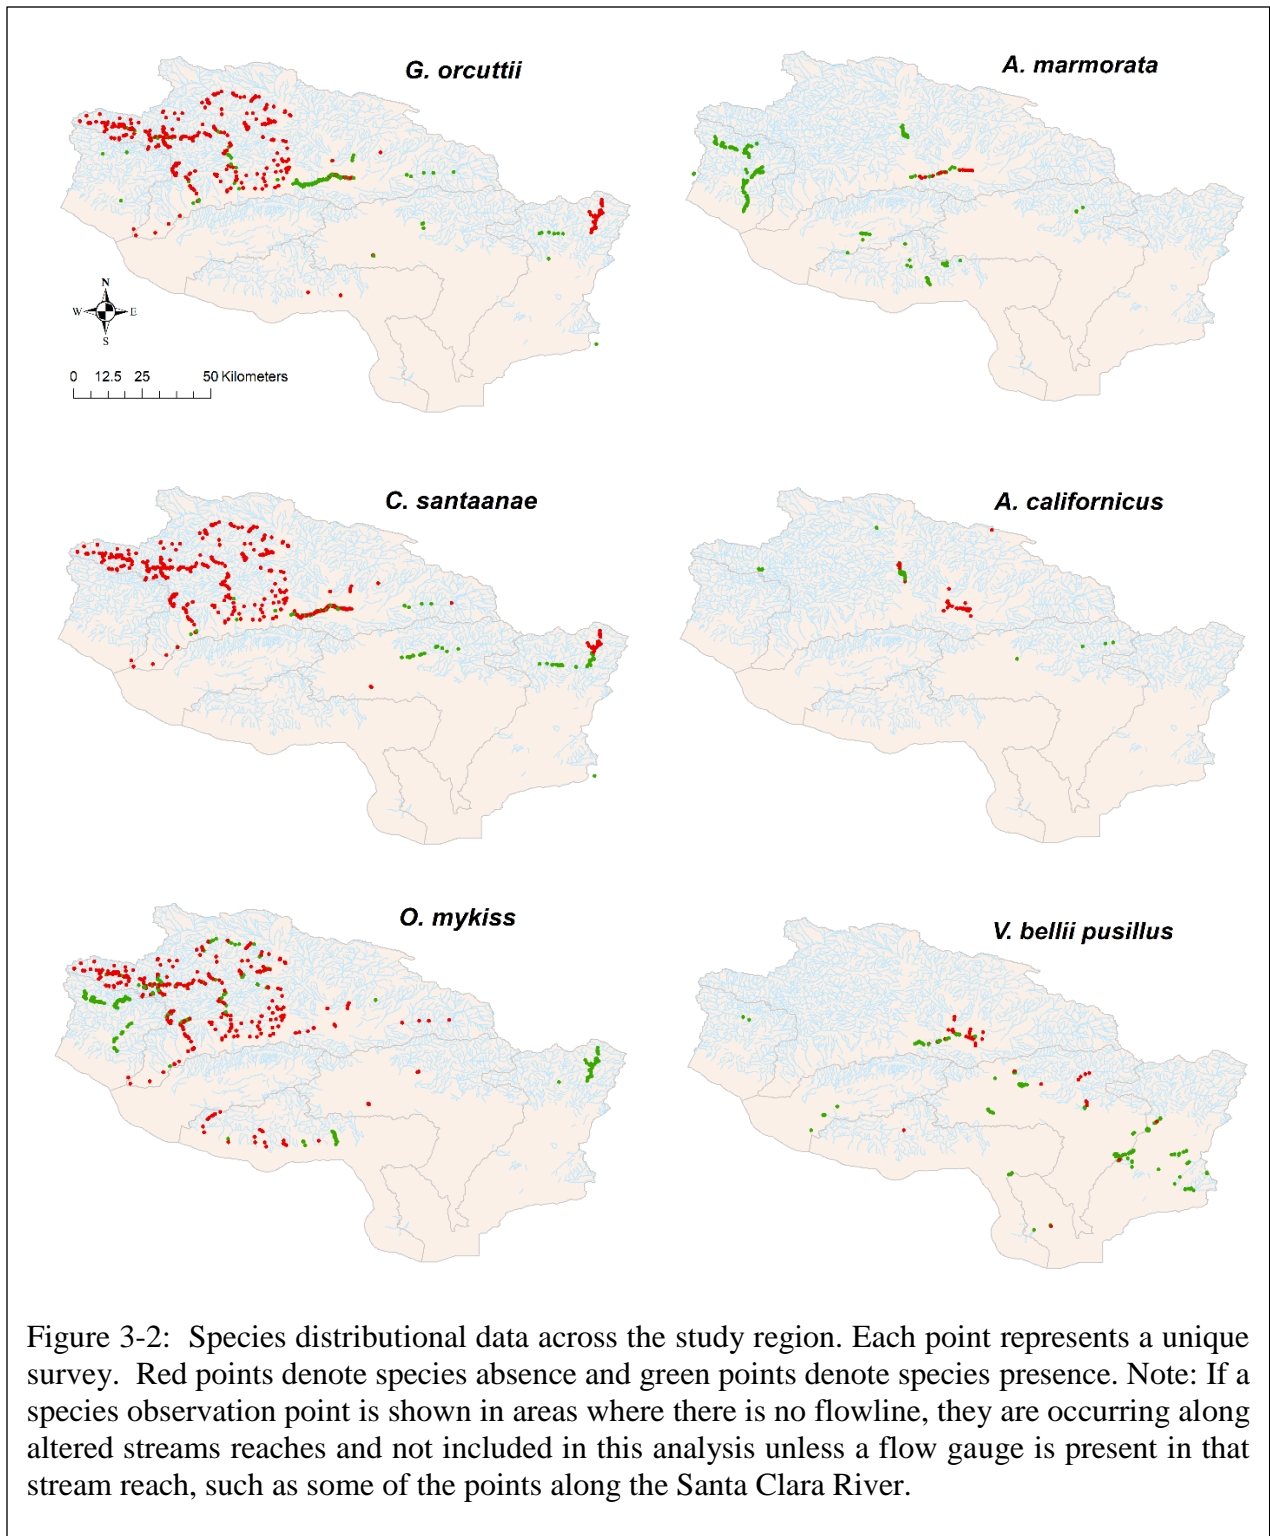 G. orcuttii
A. marmorata
N
W E
S
0 12.5 25 50 Kilometers
C. santaanae
A. californicus
O. mykiss
V. bellii pusillus
Figure 3-2: Species distributional data across the study region. Each point represents a unique
survey. Red points denote species absence and green points denote species presence. Note: If a
species observation point is shown in areas where there is no flowline, they are occurring along
altered streams reaches and not included in this analysis unless a flow gauge is present in that
stream reach, such as some of the points along the Santa Clara River.